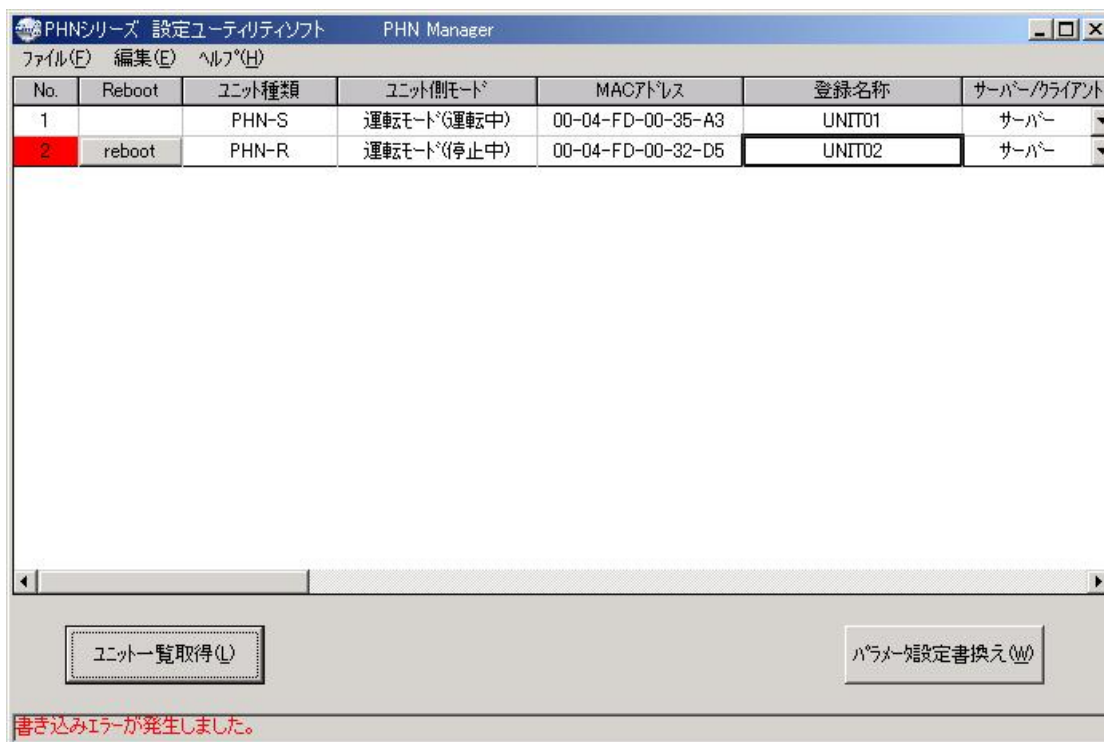 PHNシリーズ 設定ユーティリティソフト PHN Manager
ファイル(F) 編集(E) ヘルプ(H)
No. Reboot ユニット種類 ユニット側モード MACアドレス 登録名称 サーバー/クライアント
1 PHN-S 運転モード(運転中) 00-04-FD-00-35-A3 UNIT01 サーバー
2 reboot PHN-R 運転モード(停止中) 00-04-FD-00-32-D5 UNIT02 サーバー
ユニット一覧取得(L) パラメータ設定書換え(W)
書き込みエラーが発生しました。